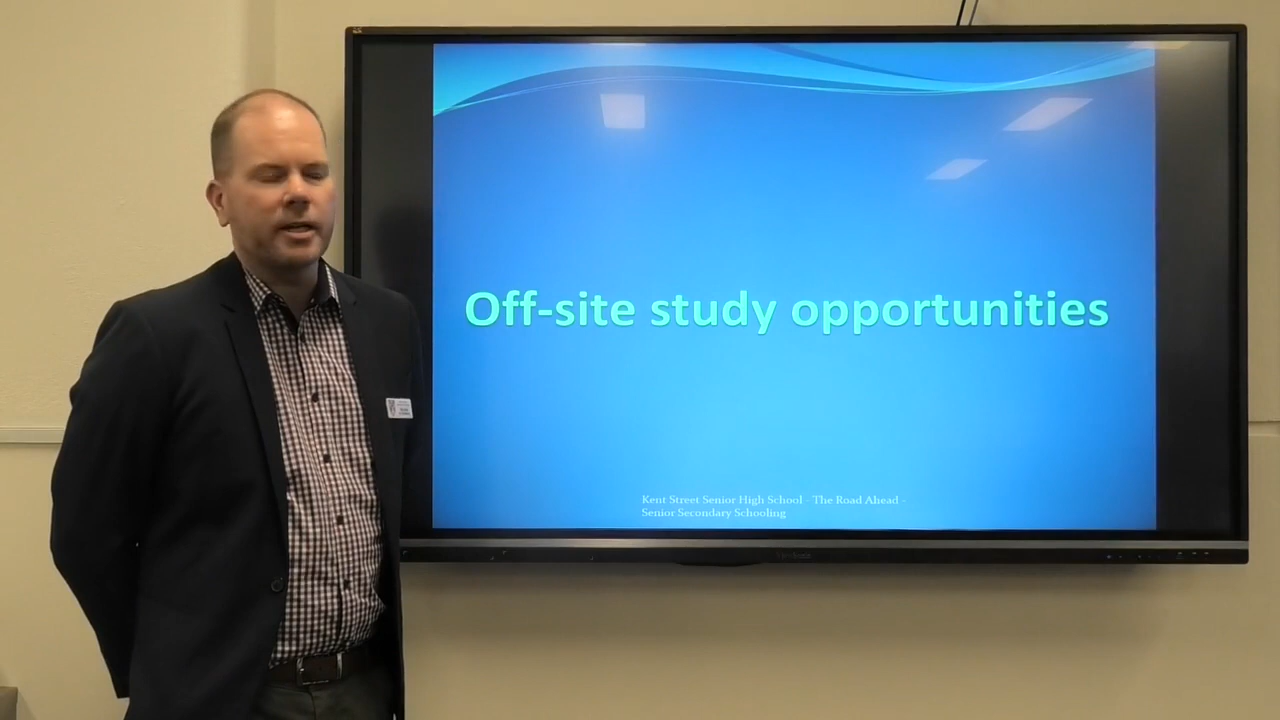 Off-site study opportunities
Kent Street Senior High School - The Road Ahead -
Senior Secondary Schooling